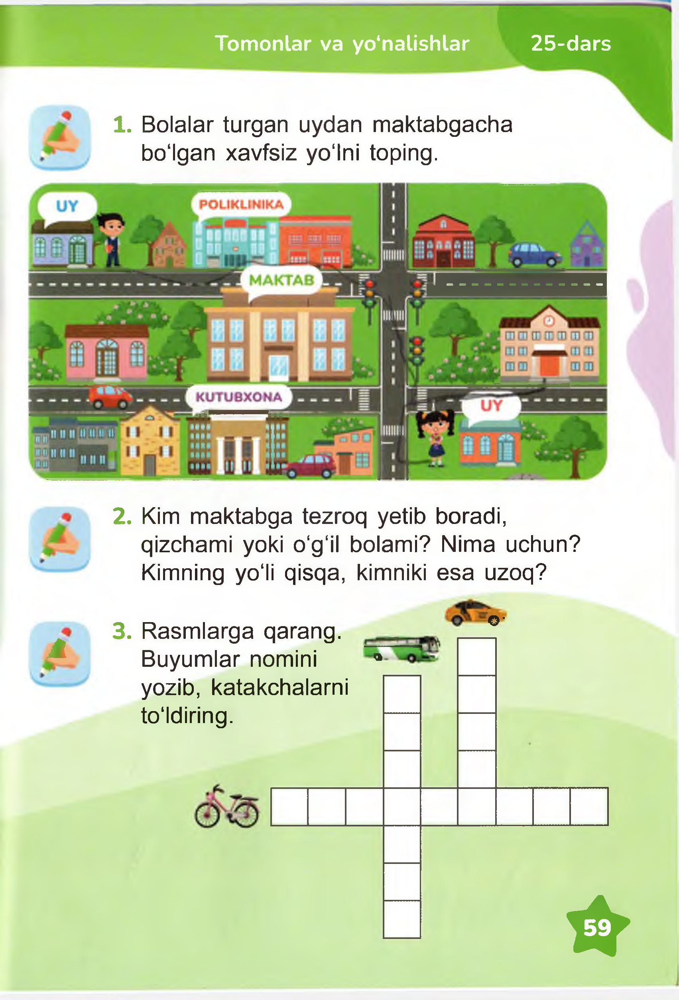 Tomonlar va yo‘nalishlar 25-dars
1. Bolalar turgan uydan maktabgacha
bo‘lgan xavfsiz yo‘lni toping.
UY
POLIKLINIKA
MAKTAB
KUTUBXONA
UY
2. Kim maktabga tezroq yetib boradi,
qizchami yoki o‘g‘il bolami? Nima uchun?
Kimning yo‘li qisqa, kimniki esa uzoq?
3. Rasmlarga qarang.
Buyumlar nomini
yozib, katakchalarni
to‘ldiring.
59